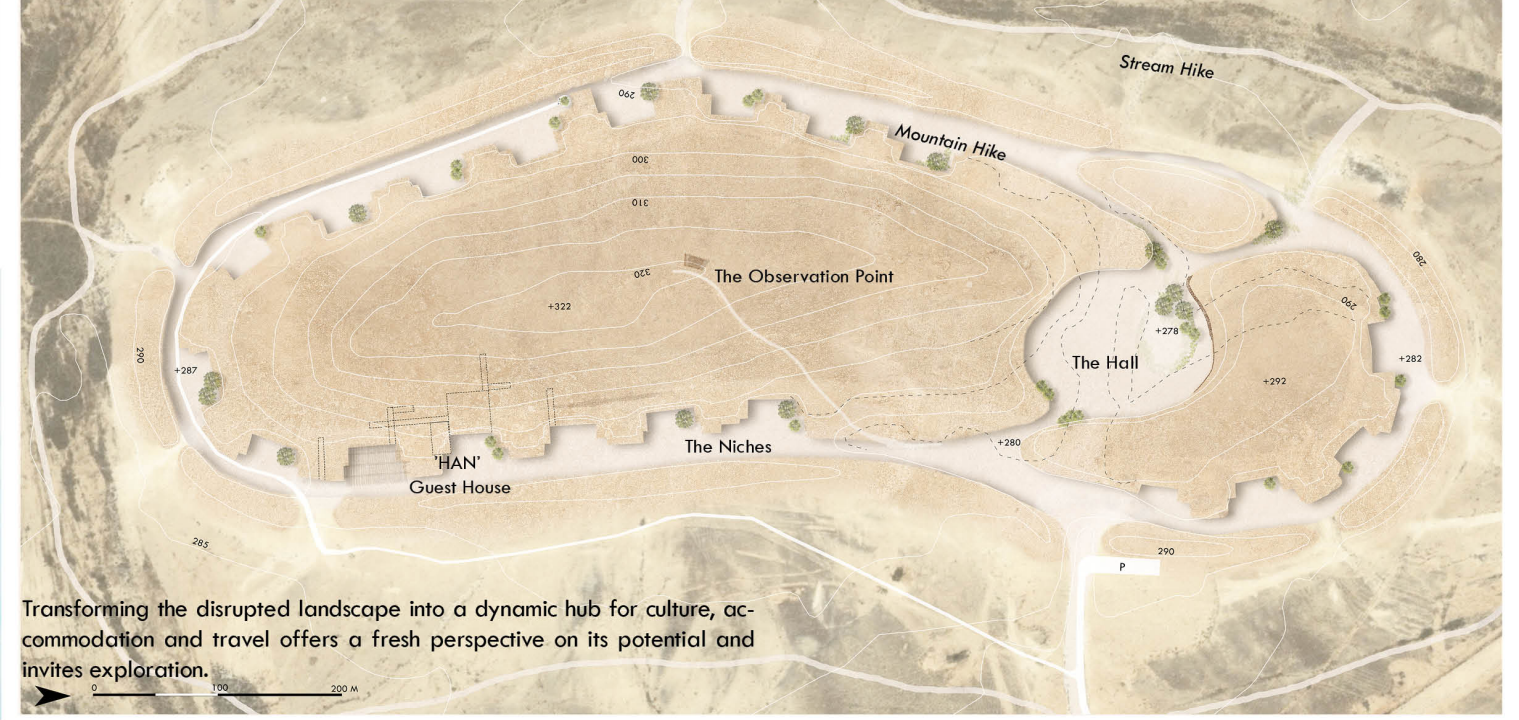 Stream Hike
290
Mountain Hike
300
310
320
The Observation Point
+322
280
290
+278
290
+287
The Hall
+282
+292
The Niches
+280
'HAN'
Guest House
285
290
P
Transforming the disrupted landscape into a dynamic hub for culture, ac-
commodation and travel offers a fresh perspective on its potential and
invites exploration.
0 100 200 M